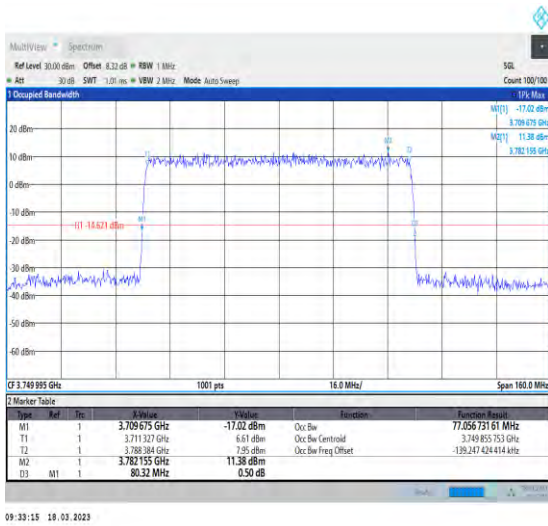 MultiView Spectrum
Ref Level 30.00 dBm Offset 8.32 dB RBW 1 MHz SGL
Att 30 dB SWT 1.01 ms VBW 2 MHz Mode Auto Sweep Count 100/100
1 Occupied Bandwidth 1Pk Max
M1[1] -17.02 dBm
3.709 675 GHz
M2[1] 11.38 dBm
3.782 155 GHz
20 dBm
10 dBm
0 dBm
-10 dBm
H1 -14.621 dBm
-20 dBm
-30 dBm
-40 dBm
-50 dBm
-60 dBm
M1
T1
M2
T2
D3
CF 3.749 995 GHz 1001 pts 16.0 MHz/ Span 160.0 MHz
2 Marker Table
Type Ref Trc X-Value Y-Value Function Function Result
M1 1 3.709 675 GHz -17.02 dBm Occ Bw 77.056 731 61 MHz
T1 1 3.711 327 GHz 6.61 dBm Occ Bw Centroid 3.749 855 753 GHz
T2 1 3.788 384 GHz 7.95 dBm Occ Bw Freq Offset -139.247 424 414 kHz
M2 1 3.782 155 GHz 11.38 dBm
D3 M1 1 80.32 MHz 0.50 dB
09:33:15 18.03.2023